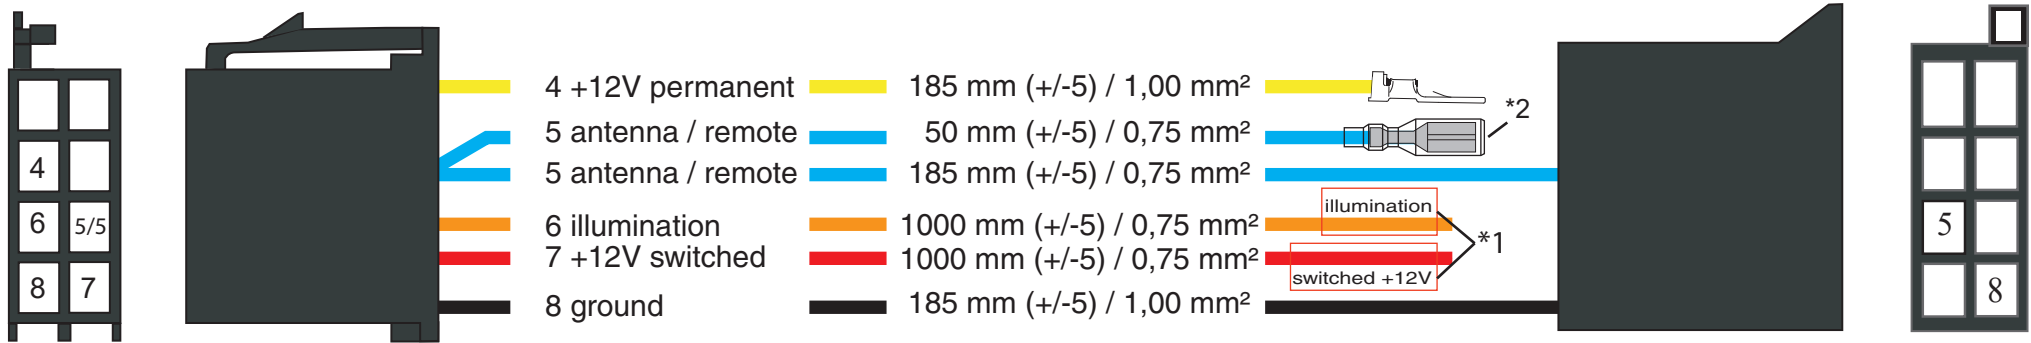 4 +12V permanent 185 mm (+/-5) / 1,00 mm²
*2
5 antenna / remote 50 mm (+/-5) / 0,75 mm²
4
5 antenna / remote 185 mm (+/-5) / 0,75 mm²
illumination
6 5/5
6 illumination 1000 mm (+/-5) / 0,75 mm²
5
*1
7 +12V switched 1000 mm (+/-5) / 0,75 mm²
switched +12V
8 7
8 ground 185 mm (+/-5) / 1,00 mm²
8